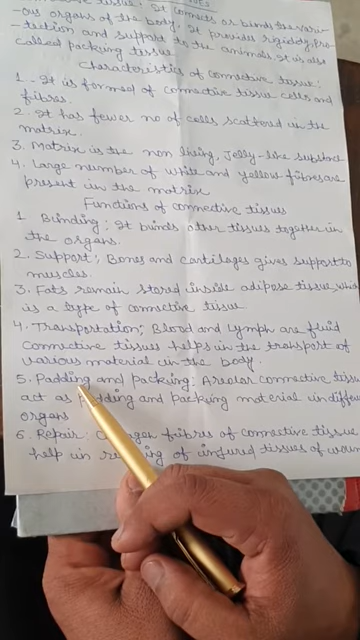 tissue: It connects or binds the vari
-ous organs of the body. It provides rigidity, pro
-tection and support to the animals. It is also
called packing tissue.
Characteristics of connective tissue:
1. It is formed of connective tissue cells and
fibres.
2. It has fewer no of cells scattered in the
matrix.
3. Matrix is the non living, Jelly-like substance
4. Large number of white and yellow fibres are
present in the matrix
Functions of connective tissues
1 Binding: It binds other tissues together in
the organs.
2. Support; Bones and cartilages gives support to
muscles.
3. Fats remain stored inside adipose tissue which
is a type of connective tissue
4. Transportation; Blood and Lymph are fluid
connective tissues helps in the transport of
various material in the body.
5. Padding and packing: Areolar connective tissue
act as padding and packing material in differe
organs
6. Repair: fibres of connective tissue
help in of injured tissues of